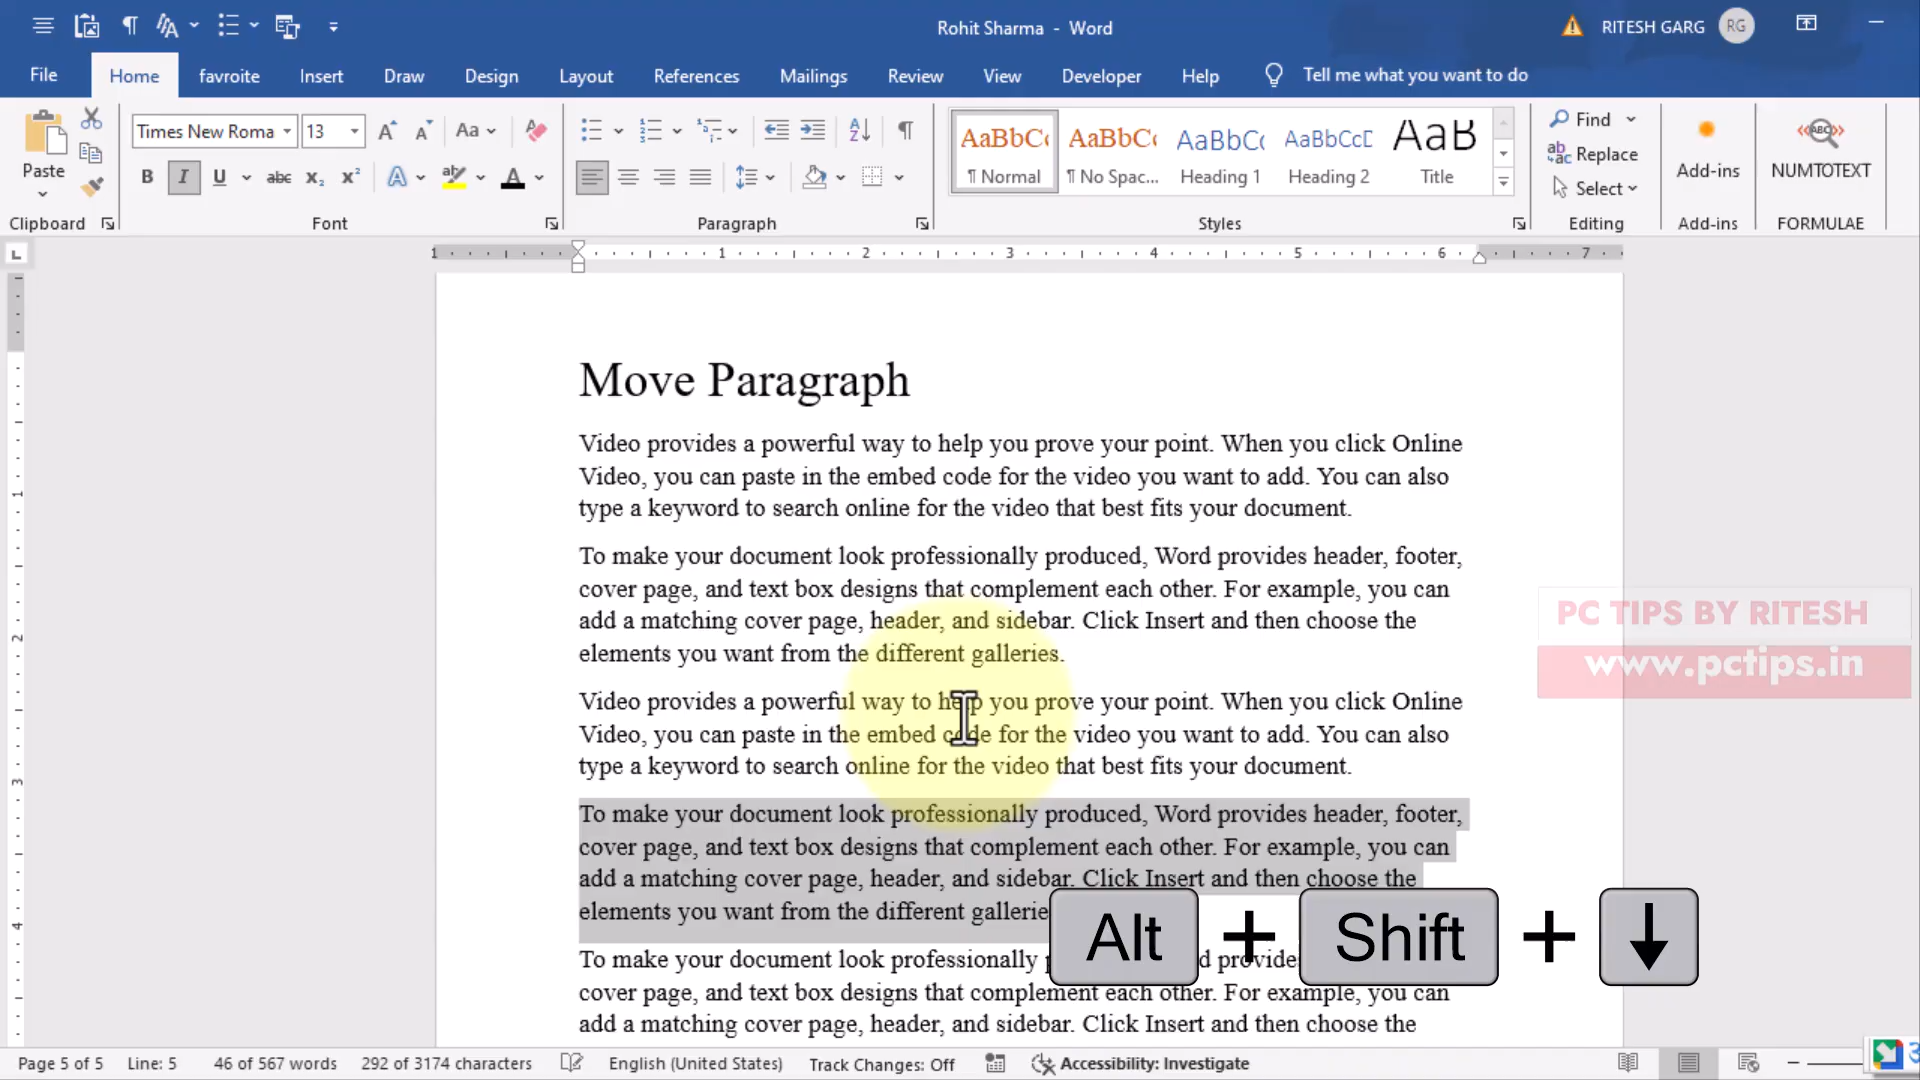 Rohit Sharma - Word
RITESH GARG
RG
File
Home
favroite
Insert
Draw
Design
Layout
References
Mailings
Review
View
Developer
Help
Tell me what you want to do
Paste
Times New Roma
13
Aa
B
I
U
abc
AaBbCc
¶ Normal
AaBbCc
¶ No Spac...
AaBbCc
Heading 1
AaBbCcD
Heading 2
AaB
Title
Find
Replace
Select
Add-ins
NUMTOTEXT
Clipboard
Font
Paragraph
Styles
Editing
Add-ins
FORMULAE
1 1 2 3 4 5 6 7
Move Paragraph
Video provides a powerful way to help you prove your point. When you click Online
Video, you can paste in the embed code for the video you want to add. You can also
type a keyword to search online for the video that best fits your document.
To make your document look professionally produced, Word provides header, footer,
cover page, and text box designs that complement each other. For example, you can
add a matching cover page, header, and sidebar. Click Insert and then choose the
elements you want from the different galleries.
PC TIPS BY RITESH
www.pctips.in
Video provides a powerful way to help you prove your point. When you click Online
Video, you can paste in the embed code for the video you want to add. You can also
type a keyword to search online for the video that best fits your document.
To make your document look professionally produced, Word provides header, footer,
cover page, and text box designs that complement each other. For example, you can
add a matching cover page, header, and sidebar. Click Insert and then choose the
elements you want from the different
Alt + Shift + ↓
To make your document look professionally
cover page, and text box designs that complement each other. For example, you can
add a matching cover page, header, and sidebar. Click Insert and then choose the
Page 5 of 5
Line: 5
46 of 567 words
292 of 3174 characters
English (United States)
Track Changes: Off
Accessibility: Investigate